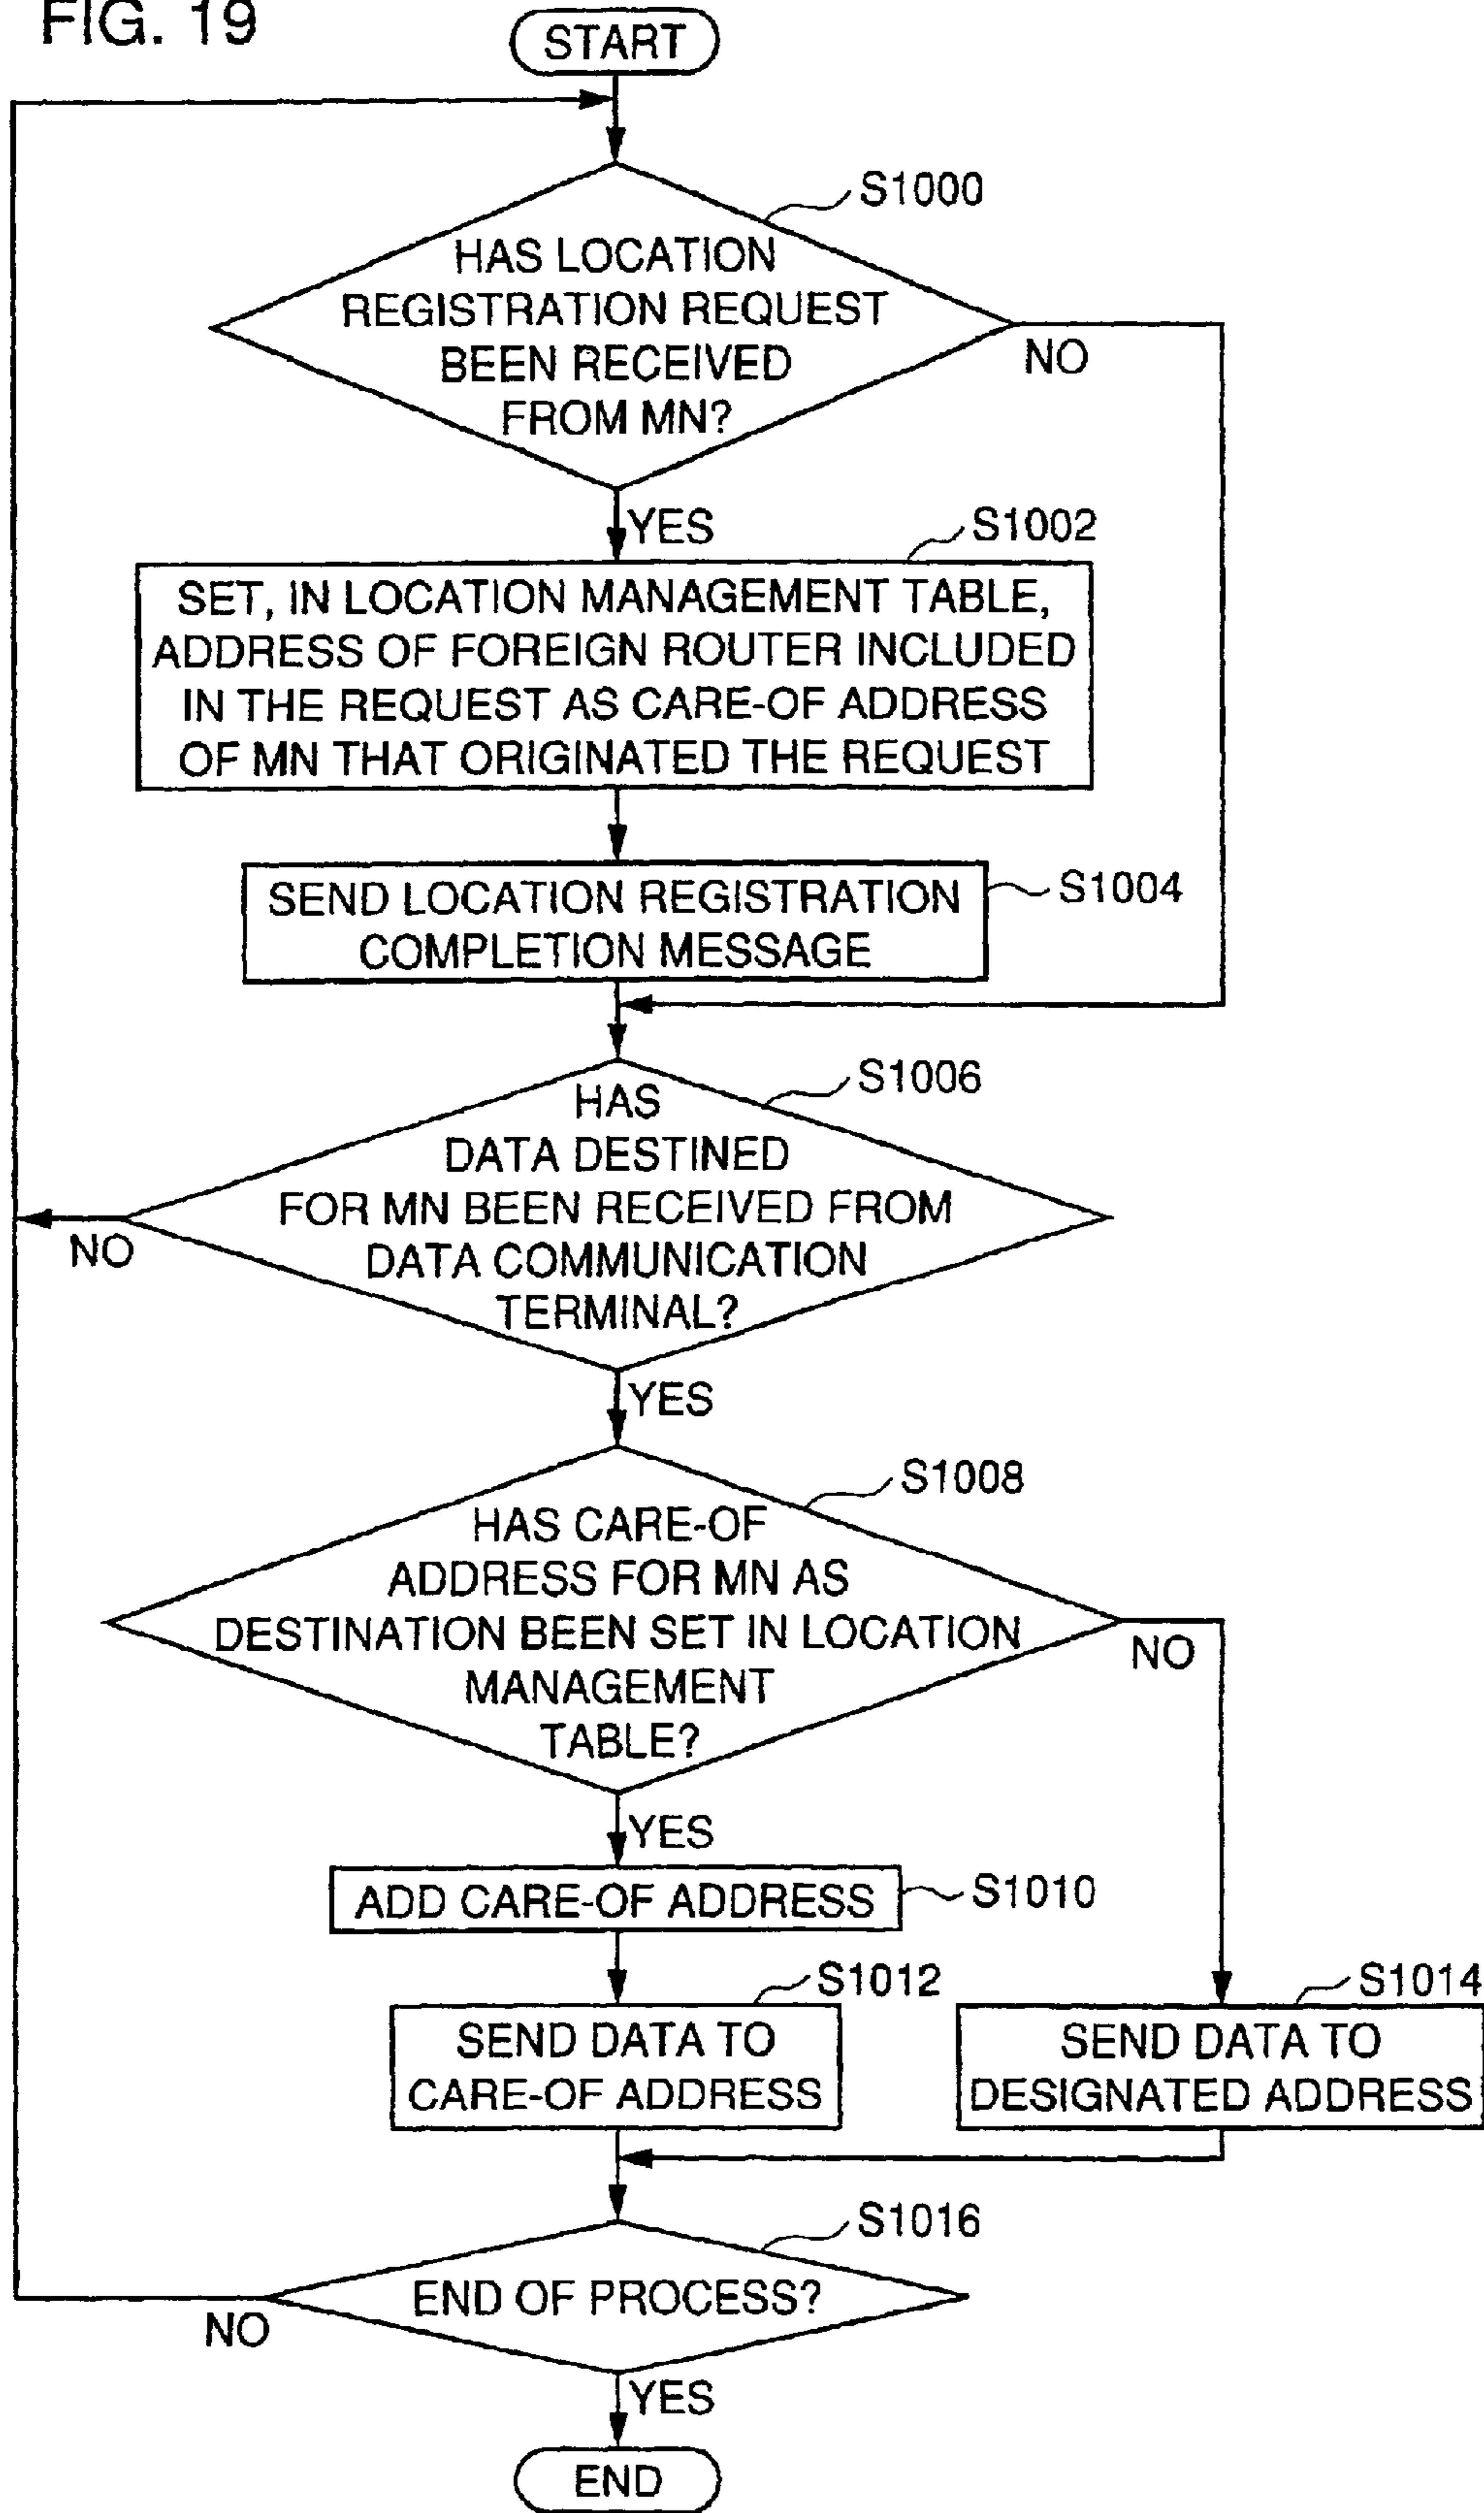 FIG. 19
START
S1000
HAS LOCATION
REGISTRATION REQUEST
BEEN RECEIVED
FROM MN?
NO
YES
S1002
SET, IN LOCATION MANAGEMENT TABLE,
ADDRESS OF FOREIGN ROUTER INCLUDED
IN THE REQUEST AS CARE-OF ADDRESS
OF MN THAT ORIGINATED THE REQUEST
SEND LOCATION REGISTRATION
COMPLETION MESSAGE
S1004
S1006
HAS
DATA DESTINED
FOR MN BEEN RECEIVED FROM
DATA COMMUNICATION
TERMINAL?
NO
YES
S1008
HAS CARE-OF
ADDRESS FOR MN AS
DESTINATION BEEN SET IN LOCATION
MANAGEMENT
TABLE?
NO
YES
ADD CARE-OF ADDRESS
S1010
S1012
SEND DATA TO
CARE-OF ADDRESS
S1014
SEND DATA TO
DESIGNATED ADDRESS
S1016
END OF PROCESS?
NO
YES
END